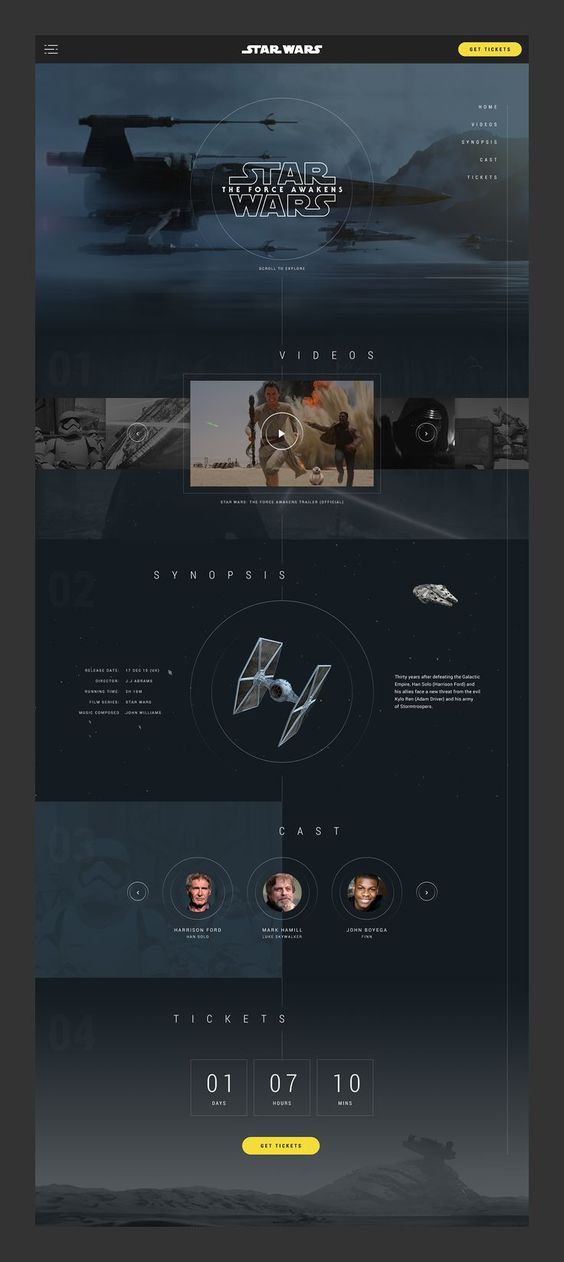 STAR WARS
GET TICKETS
HOME
VIDEOS
SYNOPSIS
CAST
TICKETS
STAR
THE FORCE AWAKENS
WARS
SCROLL TO EXPLORE
01
VIDEOS
STAR WARS: THE FORCE AWAKENS TRAILER (OFFICIAL)
02
SYNOPSIS
RELEASE DATE: 17 DEC 15 (UK)
DIRECTOR: J.J ABRAMS
RUNNING TIME: 2H 10M
FILM SERIES: STAR WARS
MUSIC COMPOSED JOHN WILLIAMS
Thirty years after defeating the Galactic
Empire, Han Solo (Harrison Ford) and
his allies face a new threat from the evil
Kylo Ren (Adam Driver) and his army
of Stormtroopers.
03
CAST
HARRISON FORD
HAN SOLO
MARK HAMILL
LUKE SKYWALKER
JOHN BOYEGA
FINN
04
TICKETS
01 07 10
DAYS HOURS MINS
GET TICKETS